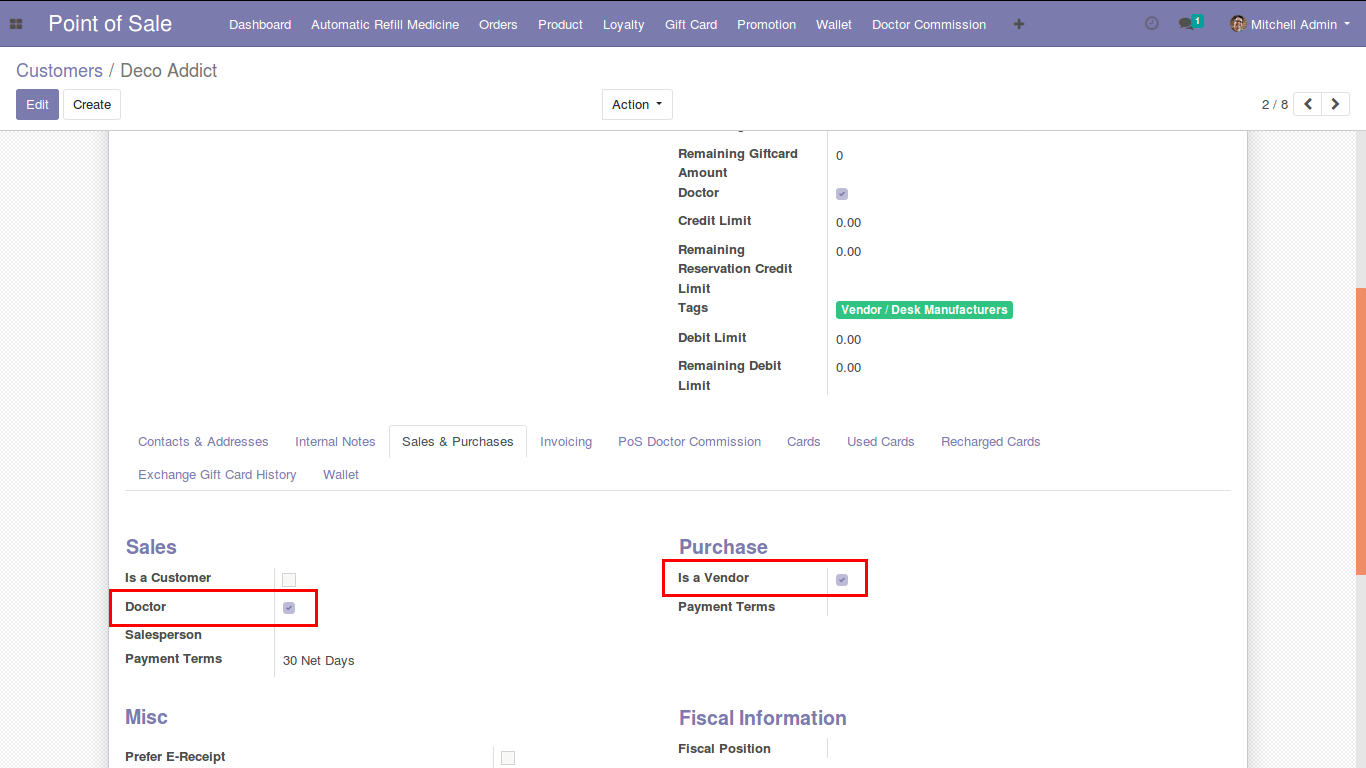 Point of Sale Dashboard Automatic Refill Medicine Orders Product Loyalty Gift Card Promotion Wallet Doctor Commission 1 Mitchell Admin
Customers / Deco Addict
Edit Create Action 2 / 8
Remaining Giftcard 0
Amount
Doctor
Credit Limit 0.00
Remaining 0.00
Reservation Credit
Limit
Tags Vendor / Desk Manufacturers
Debit Limit 0.00
Remaining Debit 0.00
Limit
Contacts & Addresses Internal Notes Sales & Purchases Invoicing PoS Doctor Commission Cards Used Cards Recharged Cards
Exchange Gift Card History Wallet
Sales Purchase
Is a Customer Is a Vendor
Doctor Payment Terms
Salesperson
Payment Terms 30 Net Days
Misc Fiscal Information
Prefer E-Receipt Fiscal Position